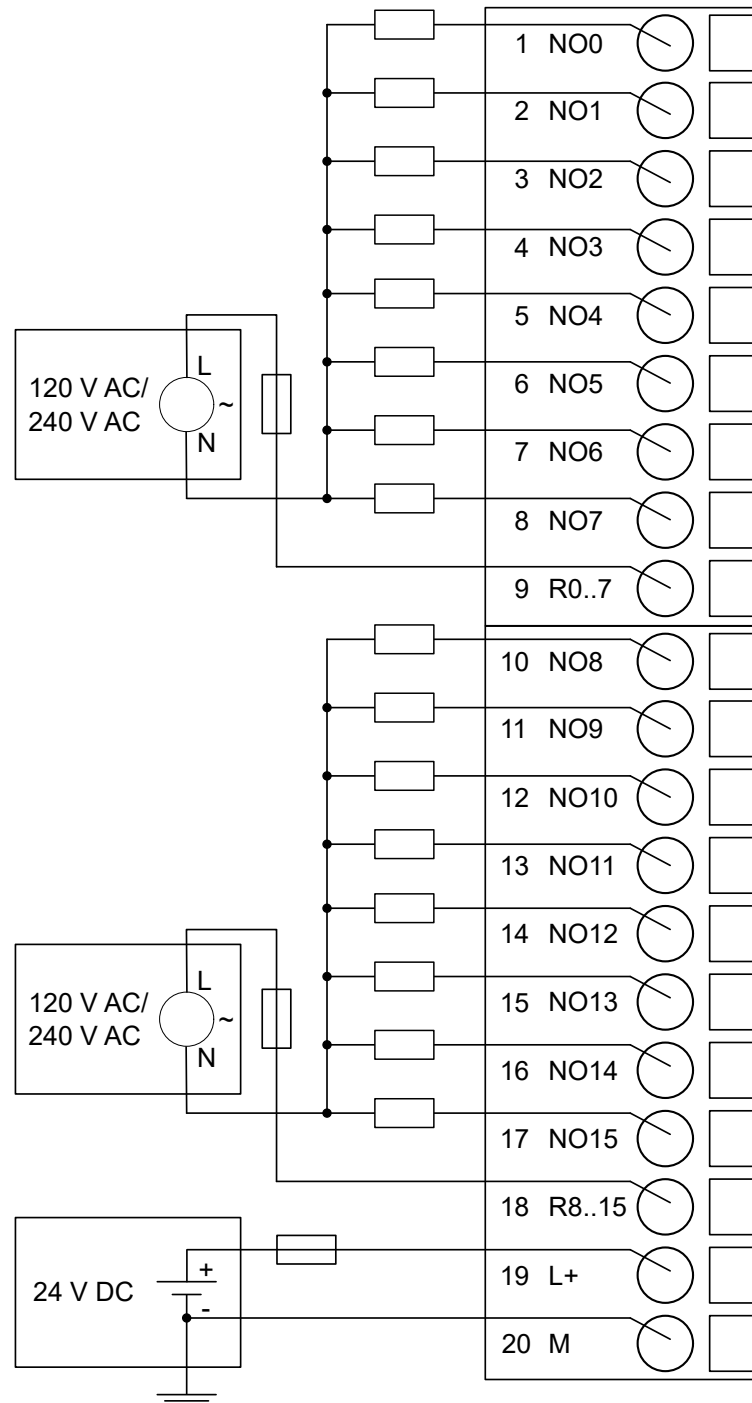 1 NO0
2 NO1
3 NO2
4 NO3
5 NO4
6 NO5
7 NO6
8 NO7
9 R0..7
120 V AC/
240 V AC
L
~
N
10 NO8
11 NO9
12 NO10
13 NO11
14 NO12
15 NO13
16 NO14
17 NO15
18 R8..15
120 V AC/
240 V AC
L
~
N
19 L+
20 M
24 V DC
+
-